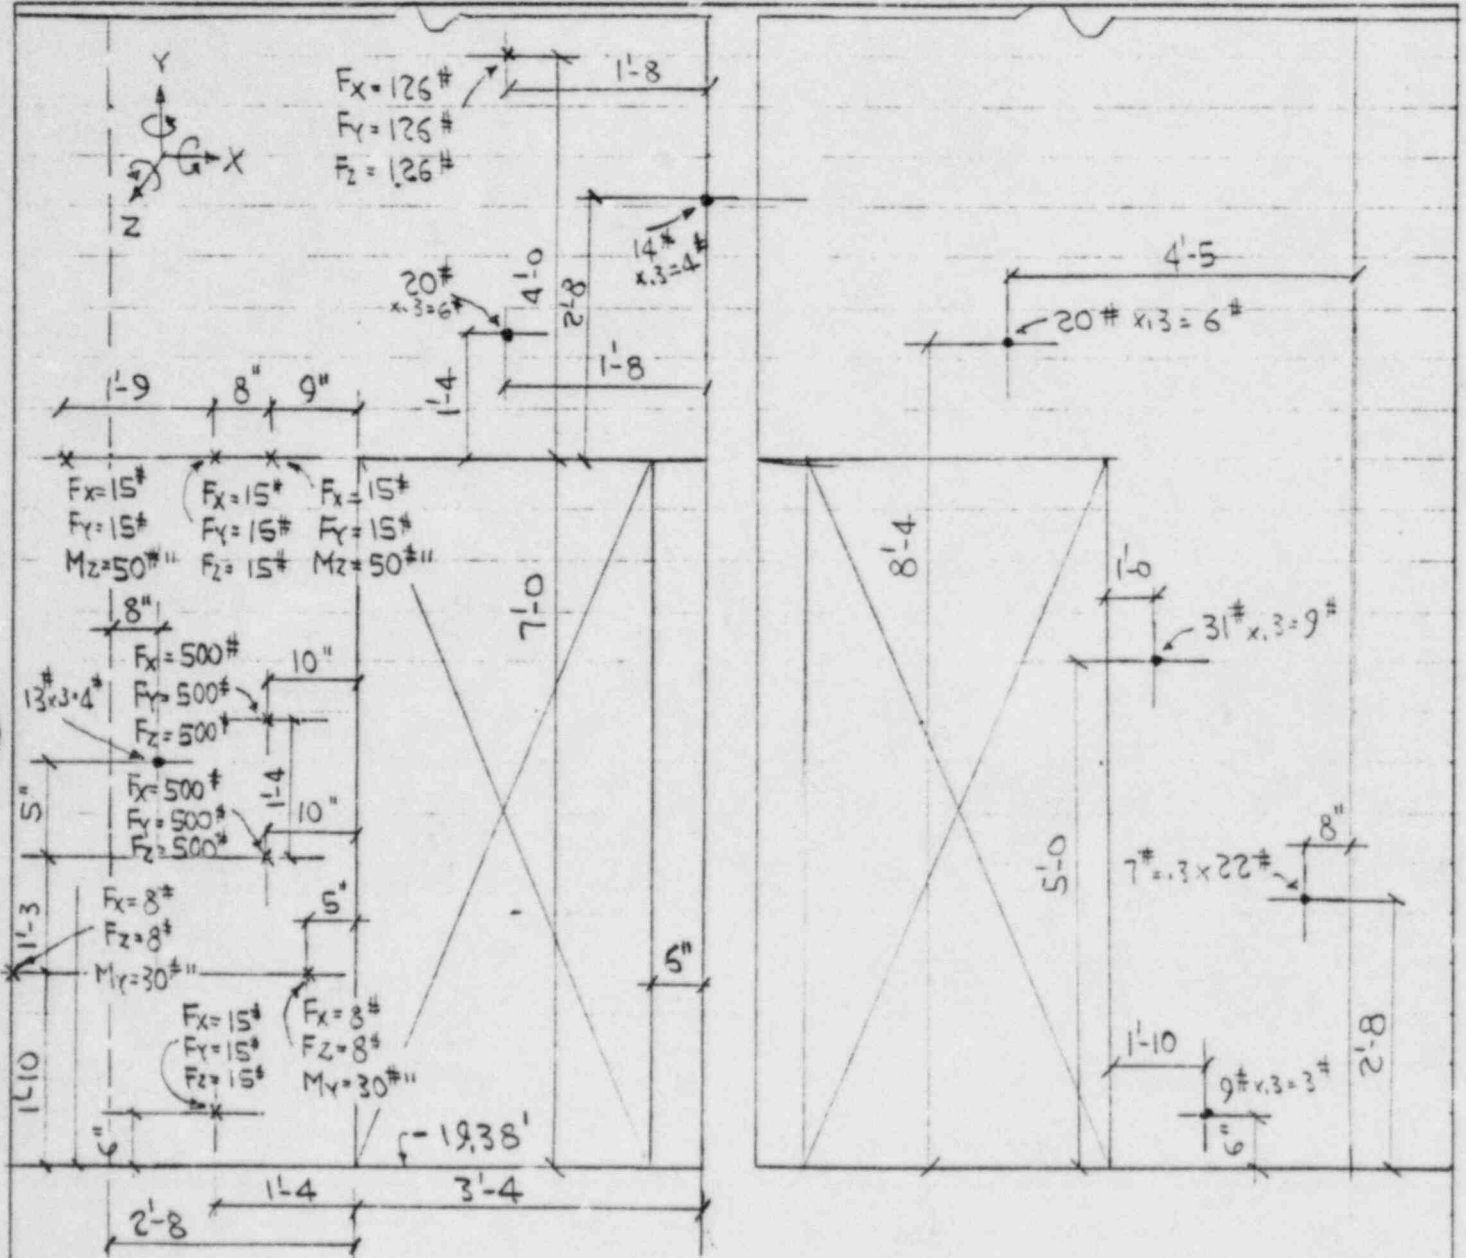 Y
X
Z
Fx = 126#
Fy = 126#
Fz = 126#
1'-8
14#
x.3=4#
20#
x.3=6#
4'-0
2'-8
1'-8
1'-4
4'-5
20# x.3 = 6#
1'-9
8"
9"
Fx=15#
Fy=15#
Mz=50#"
Fx=15#
Fy=15#
Fz=15#
Fx=15#
Fy=15#
Mz=50#"
7'-0
8'-4
1'-0
31# x.3=9#
8"
Fx=500#
Fy=500#
Fz=500#
10"
13#x.3=4#
Fx=500#
Fy=500#
Fz=500#
1'-4
10"
5"
5'-0
8"
7#=.3x22#
Fx=8#
Fz=8#
My=30#"
5"
1'-3
5"
Fx=15#
Fy=15#
Fz=15#
Fx=8#
Fz=8#
My=30#"
1'-10
6"
-19.38'
1'-10
9#x.3=3#
6"
2'-8
1'-4
3'-4
2'-8